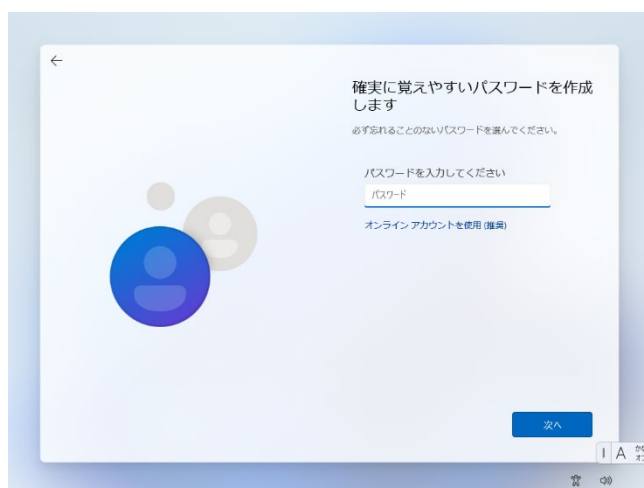 確実に覚えやすいパスワードを作成
します
必ず忘れることのないパスワードを選んでください。
パスワードを入力してください
パスワード
オンライン アカウントを使用 (推奨)
次へ
A